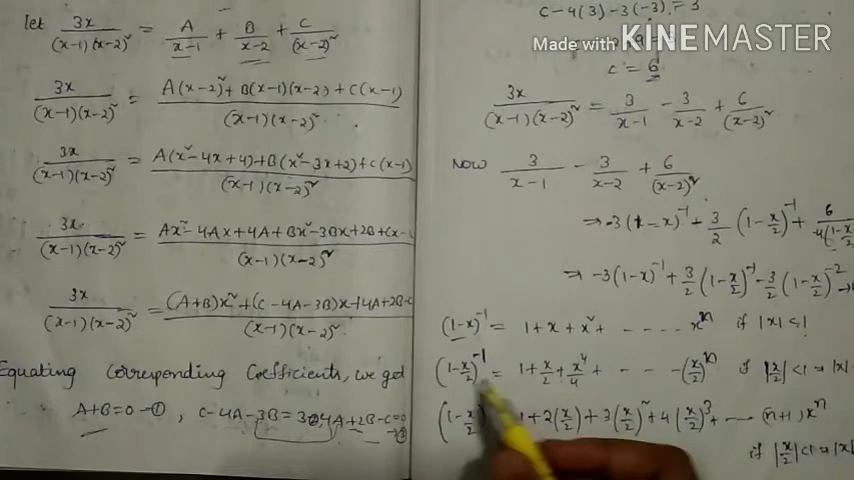 let 3x/(x-1)(x-2)² = A/x-1 + B/x-2 + C/(x-2)²
3x/(x-1)(x-2)² = A(x-2)² + B(x-1)(x-2) + C(x-1)/(x-1)(x-2)²
3x/(x-1)(x-2)² = A(x²-4x+4)+B(x²-3x+2)+C(x-1)/(x-1)(x-2)²
3x/(x-1)(x-2)² = Ax²-4Ax+4A+Bx²-3Bx+2B+Cx-/(x-1)(x-2)²
3x/(x-1)(x-2)² = (A+B)x²+(C-4A-3B)x+4A+2B-C/(x-1)(x-2)²
Equating Corresponding Coefficients, we get
A+B=0-①, C-4A-3B=3 4A+2B-C=0
C-4(3)-3(-3)=3
Made with KINEMASTER
C=6
3x/(x-1)(x-2)² = 3/x-1 - 3/x-2 + 6/(x-2)²
NOW 3/x-1 - 3/x-2 + 6/(x-2)²
⇒ -3(1-x)⁻¹ + 3/2 (1-x/2)⁻¹ + 6/4(1-x/2
⇒ -3(1-x)⁻¹ + 3/2 (1-x/2)⁻¹ - 3/2 (1-x/2)⁻² →
(1-x)⁻¹ = 1+x+x²+ - - - - - xⁿ if |x|<1
(1-x/2)⁻¹ = 1+x/2+x⁴/4+ - - - -(x/2)ⁿ if |x/2|<1⇒|x|
(1-x/2 1+2(x/2)+3(x/2)²+4(x/2)³+ - - - (n+1)xⁿ
if |x/2|<1⇒|x|